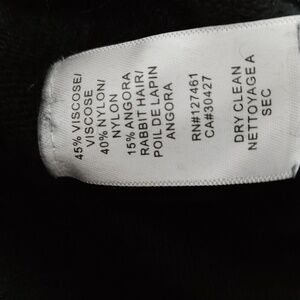 45% VISCOSE/
VISCOSE
40% NYLON/
NYLON
15% ANGORA
RABBIT HAIR/
POIL DE LAPIN
ANGORA
RN#127461
CA#30427
DRY CLEAN
NETTOYAGE A
SEC